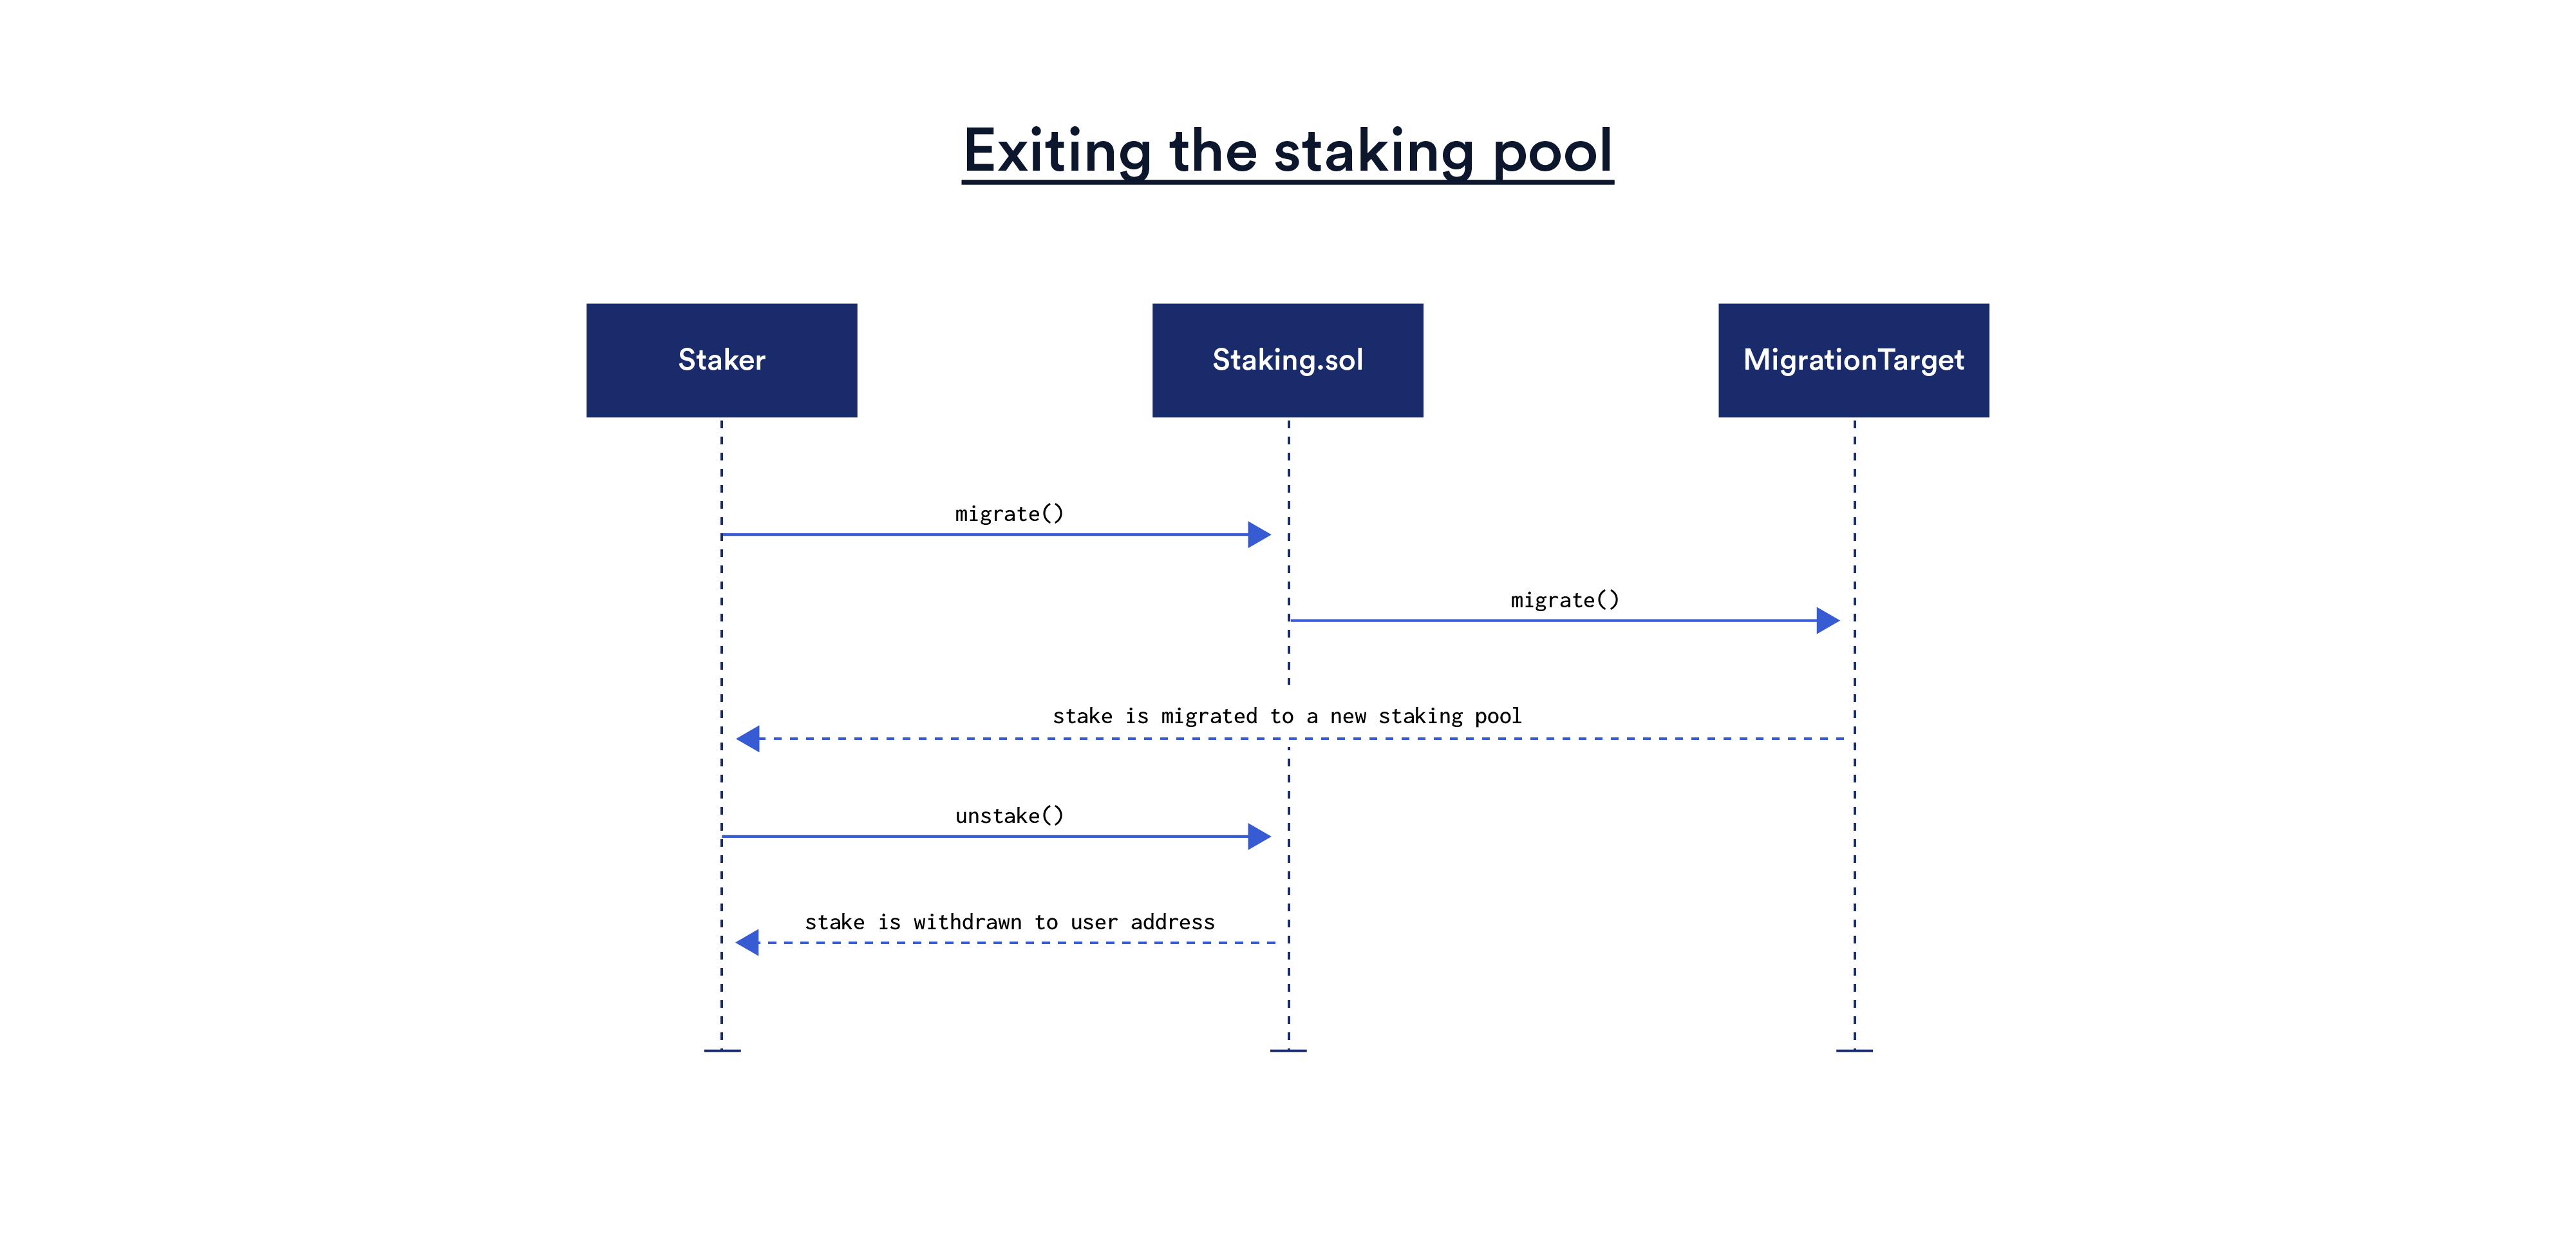 Exiting the staking pool
Staker
Staking.sol
MigrationTarget
migrate()
migrate()
stake is migrated to a new staking pool
unstake()
stake is withdrawn to user address